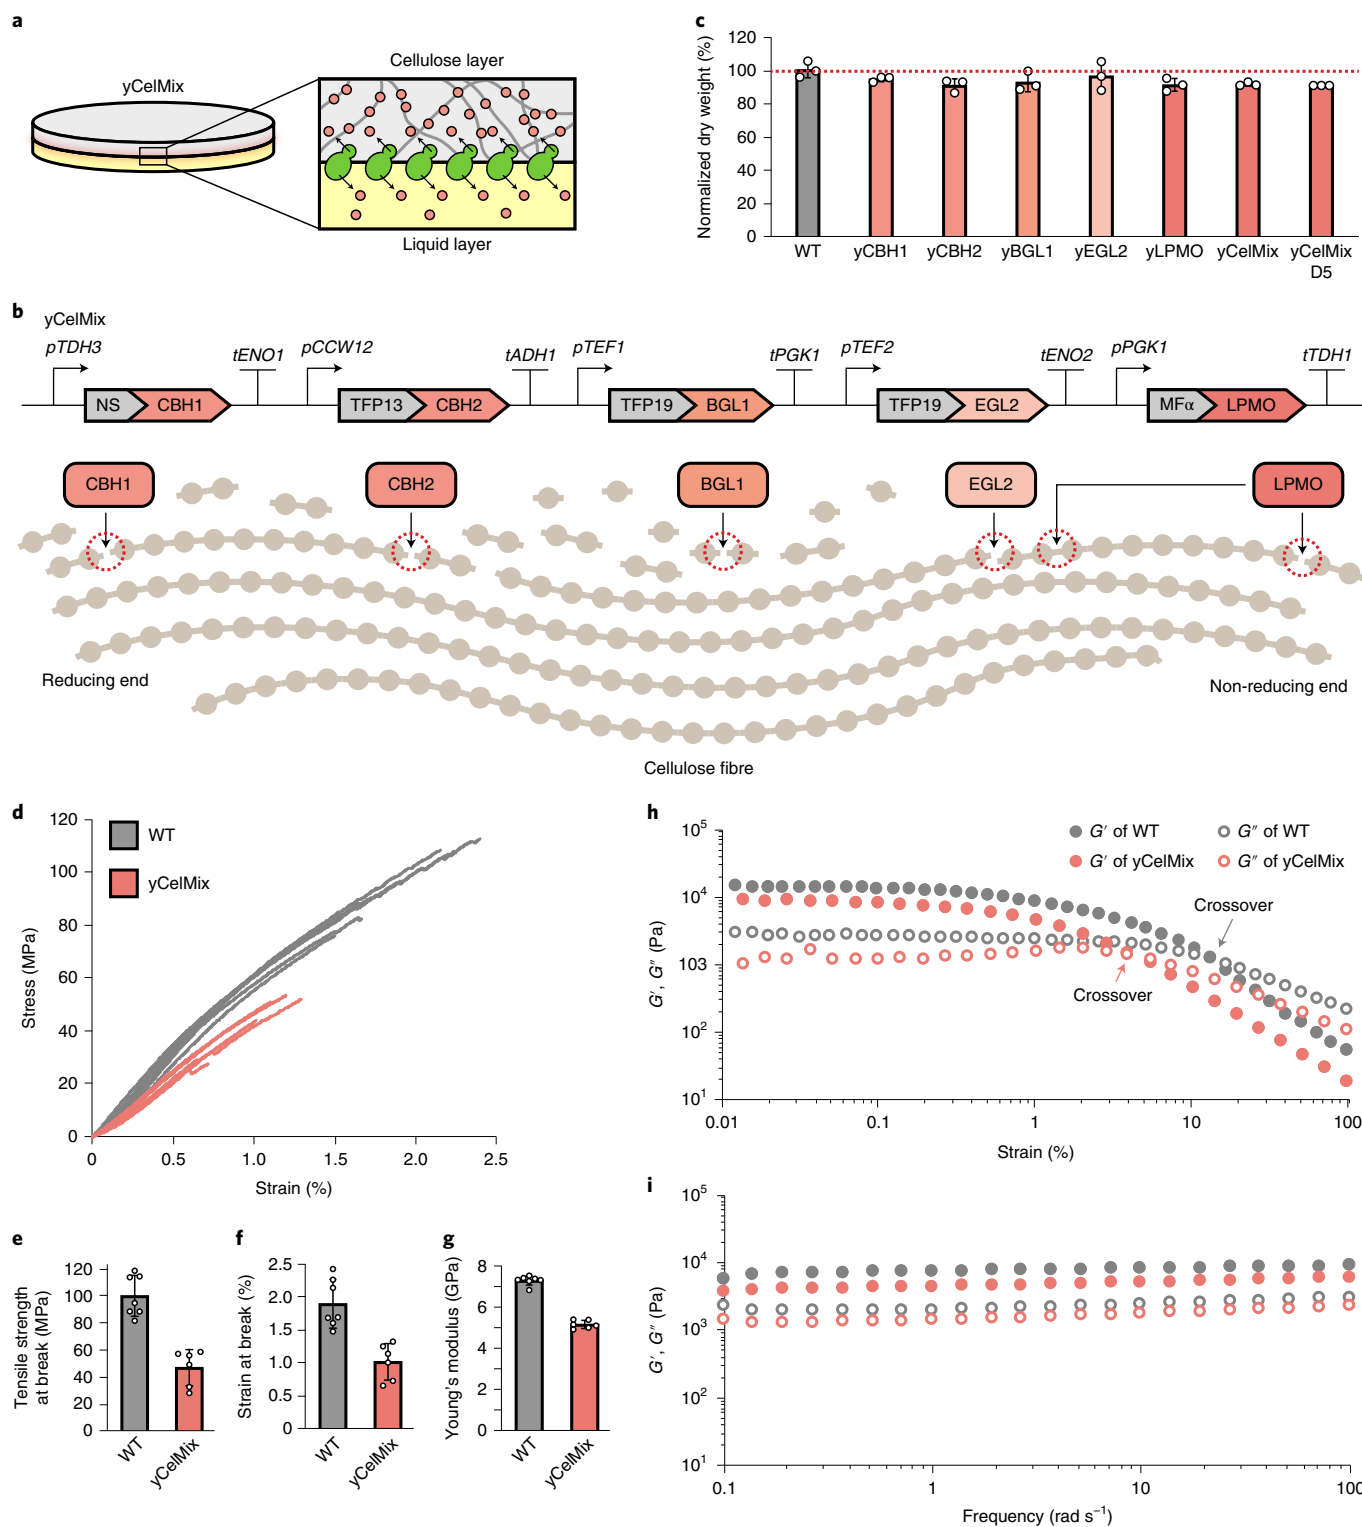 a
yCelMix
Cellulose layer
Liquid layer
c
Normalized dry weight (%)
120
100
80
60
40
20
0
WT
yCBH1
yCBH2
yBGL1
yEGL2
yLPMO
yCelMix
yCelMix
D5
b
yCelMix
pTDH3
tENO1
pCCW12
tADH1
pTEF1
tPGK1
pTEF2
tENO2
pPGK1
tTDH1
NS
CBH1
TFP13
CBH2
TFP19
BGL1
TFP19
EGL2
MFα
LPMO
CBH1
CBH2
BGL1
EGL2
LPMO
Reducing end
Non-reducing end
Cellulose fibre
d
Stress (MPa)
120
100
80
60
40
20
0
WT
yCelMix
0
0.5
1.0
1.5
2.0
2.5
Strain (%)
e
Tensile strength
at break (MPa)
120
100
80
60
40
20
0
WT
yCelMix
f
Strain at break (%)
2.5
2.0
1.5
1.0
0.5
0
WT
yCelMix
g
Young's modulus (GPa)
8
6
4
2
0
WT
yCelMix
h
G′, G″ (Pa)
10⁵
10⁴
10³
10²
10¹
G′ of WT
G″ of WT
G′ of yCelMix
G″ of yCelMix
Crossover
Crossover
0.01
0.1
1
10
100
Strain (%)
i
G′, G″ (Pa)
10⁵
10⁴
10³
10²
10¹
0.1
1
10
100
Frequency (rad s⁻¹)